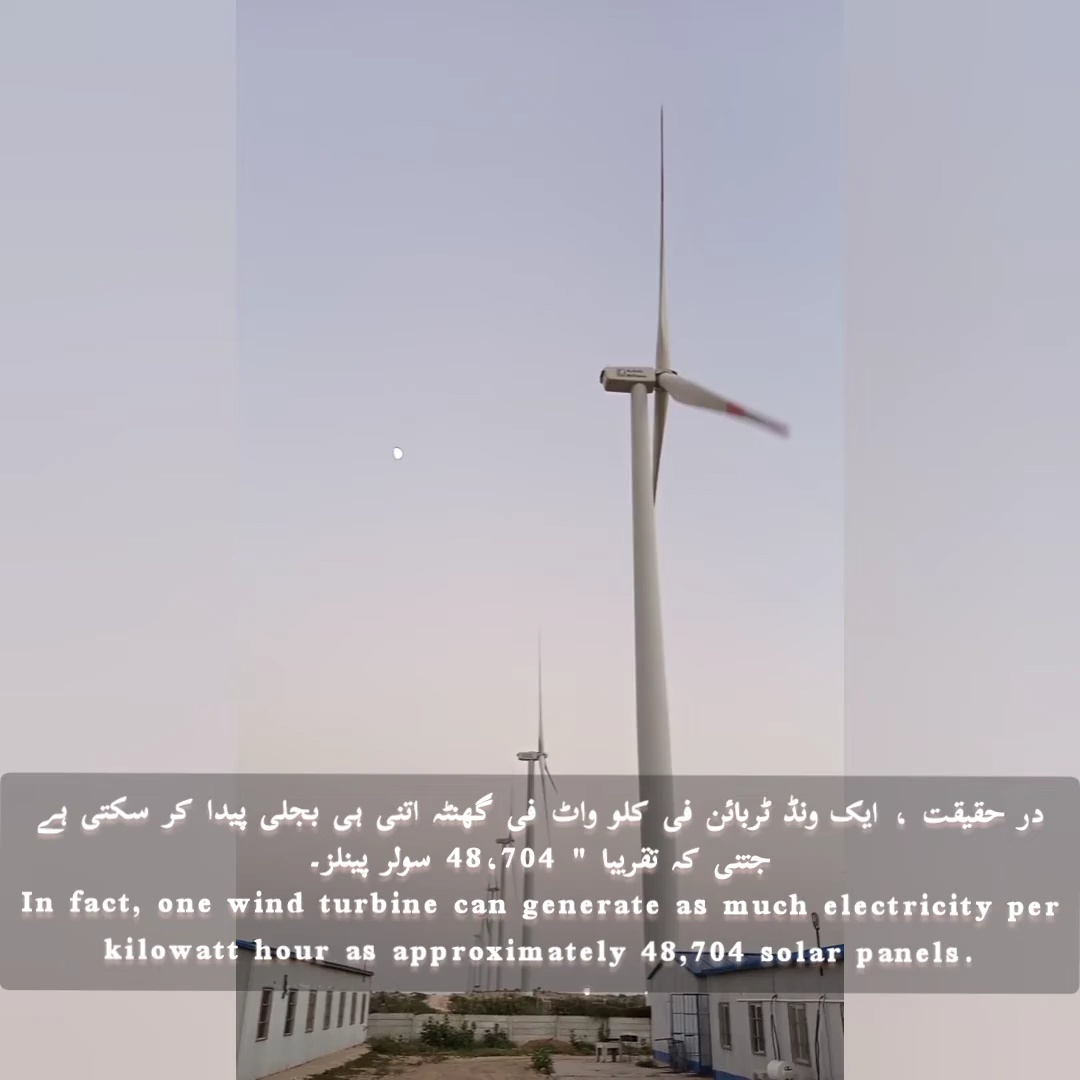 در حقیقت ، ایک ونڈ ٹربائن فی کلو واٹ فی گھنٹہ اتنی ہی بجلی پیدا کر سکتی ہے
جتنی کہ تقریبا " 48،704 سولر پینلز۔
In fact, one wind turbine can generate as much electricity per
kilowatt hour as approximately 48,704 solar panels.